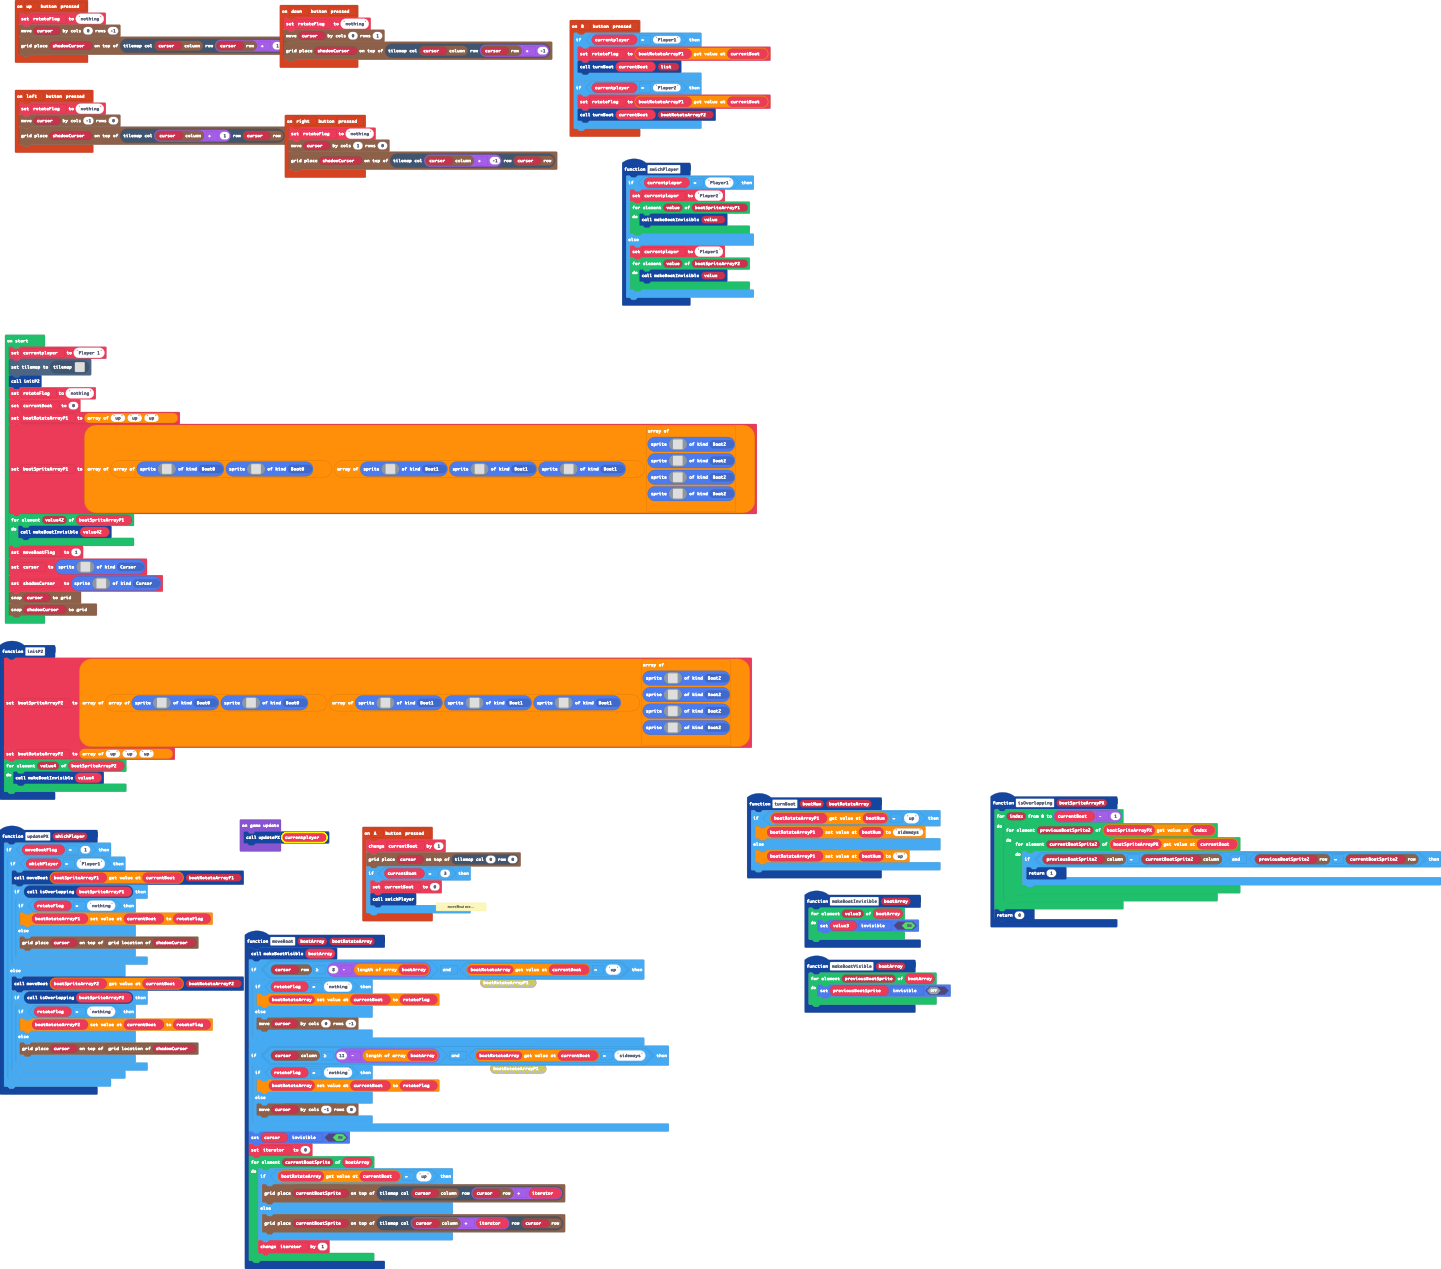 on up button pressed
set rotateFlag to nothing
move cursor by cols 0 rows -1
grid place shadowCursor on top of tilemap col cursor column row cursor row + 1
on down button pressed
set rotateFlag to nothing
move cursor by cols 0 rows 1
grid place shadowCursor on top of tilemap col cursor column row cursor row + -1
on left button pressed
set rotateFlag to nothing
move cursor by cols -1 rows 0
grid place shadowCursor on top of tilemap col cursor column + 1 row cursor row
on right button pressed
set rotateFlag to nothing
move cursor by cols 1 rows 0
grid place shadowCursor on top of tilemap col cursor column + -1 row cursor row
on B button pressed
if currentplayer = Player1 then
set rotateFlag to boatRotateArrayP1 get value at currentBoat
call turnBoat currentBoat list
if currentplayer = Player2 then
set rotateFlag to boatRotateArrayP1 get value at currentBoat
call turnBoat currentBoat boatRotateArrayP2
function swichPlayer
if currentplayer = Player1 then
set currentplayer to Player2
for element value of boatSpriteArrayP1
do call makeBoatInvisible value
else
set currentplayer to Player1
for element value of boatSpriteArrayP2
do call makeBoatInvisible value
on start
set currentplayer to Player 1
set tilemap to tilemap
call initP2
set rotateFlag to nothing
set currentBoat to 0
set boatRotateArrayP1 to array of up up up
set boatSpriteArrayP1 to array of array of sprite of kind Boat0 sprite of kind Boat0 array of sprite of kind Boat1 sprite of kind Boat1 sprite of kind Boat1 array of
sprite of kind Boat2
sprite of kind Boat2
sprite of kind Boat2
sprite of kind Boat2
for element value42 of boatSpriteArrayP1
do call makeBoatInvisible value42
set moveBoatFlag to 1
set cursor to sprite of kind Cursor
set shadowCursor to sprite of kind Cursor
snap cursor to grid
snap shadowCursor to grid
function initP2
set boatSpriteArrayP2 to array of array of sprite of kind Boat0 sprite of kind Boat0 array of sprite of kind Boat1 sprite of kind Boat1 sprite of kind Boat1 array of
sprite of kind Boat2
sprite of kind Boat2
sprite of kind Boat2
sprite of kind Boat2
set boatRotateArrayP2 to array of up up up
for element value4 of boatSpriteArrayP2
do call makeBoatInvisible value4
function updatePX whichPlayer
if moveBoatFlag = 1 then
if whichPlayer = Player1 then
call moveBoat boatSpriteArrayP1 get value at currentBoat boatRotateArrayP1
if call isOverlapping boatSpriteArrayP1 then
if rotateFlag = nothing then
boatRotateArrayP1 set value at currentBoat to rotateFlag
else
grid place cursor on top of grid location of shadowCursor
else
call moveBoat boatSpriteArrayP2 get value at currentBoat boatRotateArrayP2
if call isOverlapping boatSpriteArrayP2 then
if rotateFlag = nothing then
boatRotateArrayP2 set value at currentBoat to rotateFlag
else
grid place cursor on top of grid location of shadowCursor
on game update
call updatePX currentplayer
on A button pressed
change currentBoat by 1
grid place cursor on top of tilemap col 0 row 0
if currentBoat = 3 then
set currentBoat to 0
call swichPlayer
function moveBoat boatArray boatRotateArray
call makeBoatVisible boatArray
if cursor row ≥ 8 - length of array boatArray and boatRotateArray get value at currentBoat = up then
boatRotateArrayP1
if rotateFlag = nothing then
boatRotateArray set value at currentBoat to rotateFlag
else
move cursor by cols 0 rows -1
if cursor column ≥ 11 - length of array boatArray and boatRotateArray get value at currentBoat = sideways then
boatRotateArrayP1
if rotateFlag = nothing then
boatRotateArray set value at currentBoat to rotateFlag
else
move cursor by cols -1 rows 0
set cursor invisible
set iterator to 0
for element currentBoatSprite of boatArray
do if boatRotateArray get value at currentBoat = up then
grid place currentBoatSprite on top of tilemap col cursor column row cursor row + iterator
else
grid place currentBoatSprite on top of tilemap col cursor column + iterator row cursor row
change iterator by 1
function turnBoat boatNum boatRotateArray
if boatRotateArrayP1 get value at boatNum = up then
boatRotateArrayP1 set value at boatNum to sideways
else
boatRotateArrayP1 set value at boatNum to up
function makeBoatInvisible boatArray
for element value3 of boatArray
do set value3 invisible
function makeBoatVisible boatArray
for element previousBoatSprite of boatArray
do set previousBoatSprite invisible OFF
function isOverlapping boatSpriteArrayPX
for index from 0 to currentBoat - 1
do for element previousBoatSprite2 of boatSpriteArrayPX get value at index
do for element currentBoatSprite2 of boatSpriteArrayPX get value at currentBoat
do if previousBoatSprite2 column = currentBoatSprite2 column and previousBoatSprite2 row = currentBoatSprite2 row then
return 1
return 0